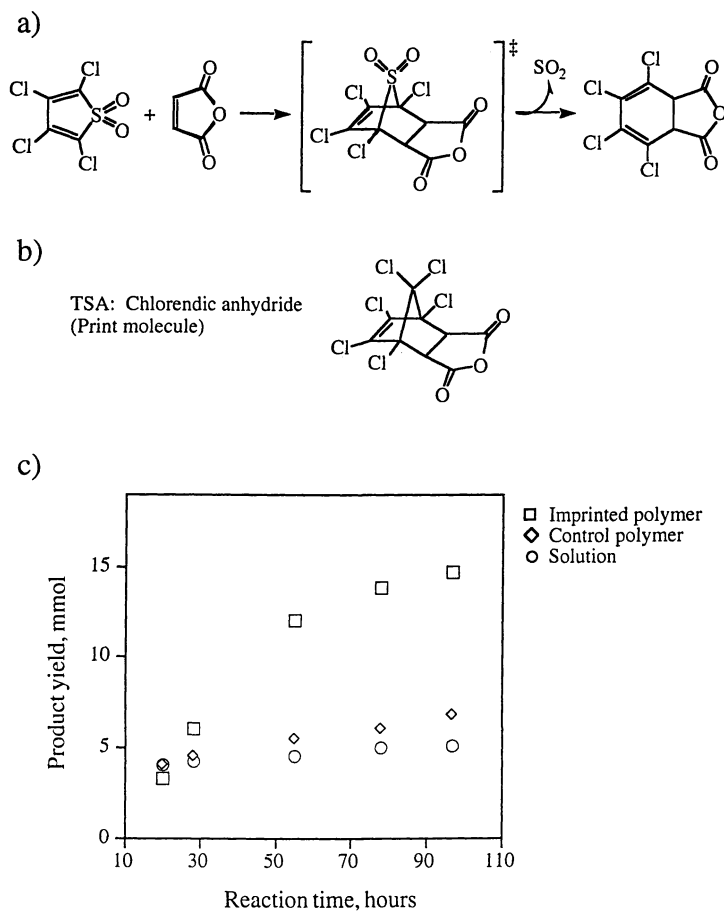 a)
Cl Cl Cl Cl S O O
+
O O O
O O S Cl Cl Cl Cl O O O
‡
SO2
Cl Cl Cl Cl O O O
b)
TSA: Chlorendic anhydride
(Print molecule)
Cl Cl Cl Cl Cl Cl O O O
c)
Product yield, mmol
15
10
5
0
10 30 50 70 90 110
Reaction time, hours
Imprinted polymer
Control polymer
Solution